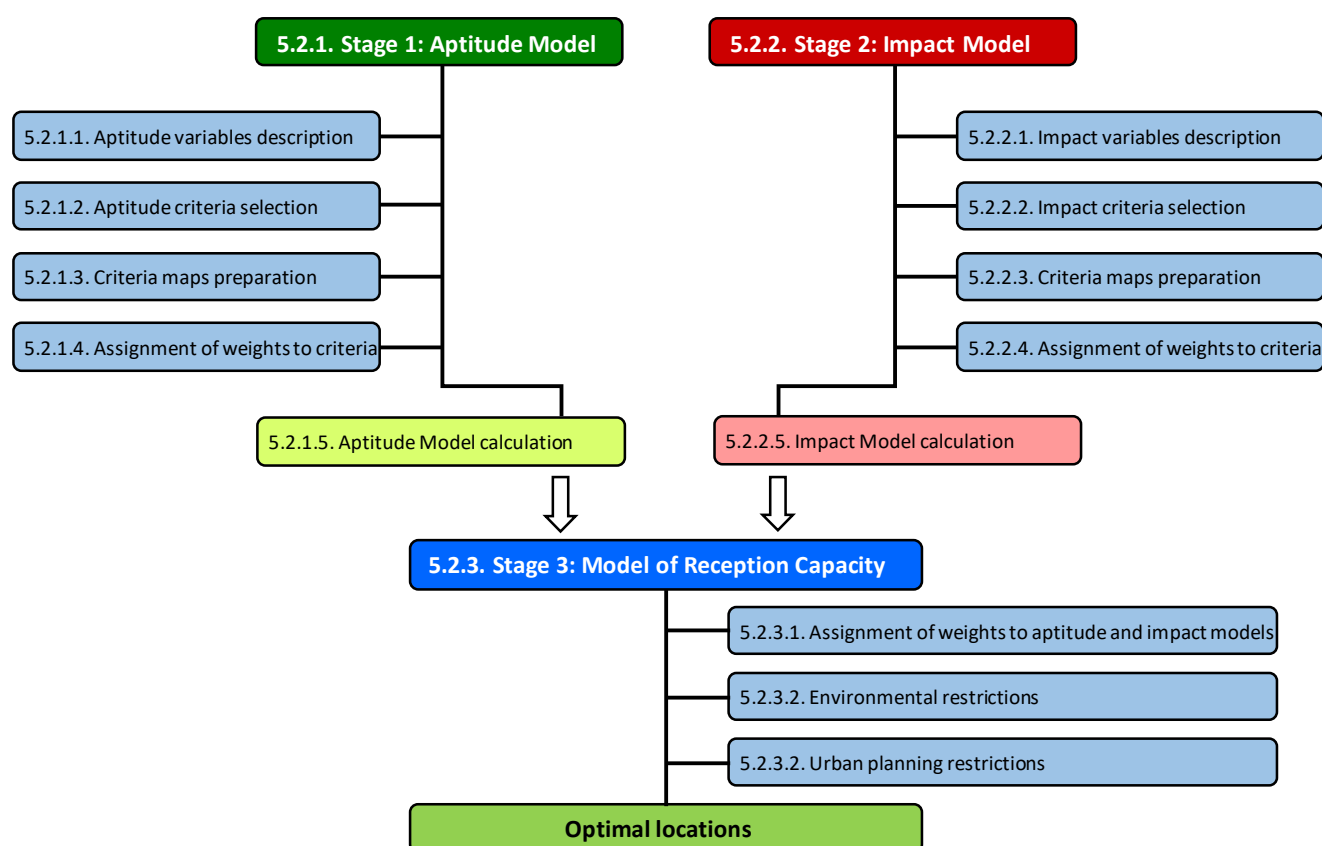 5.2.1. Stage 1: Aptitude Model
5.2.1.1. Aptitude variables description
5.2.1.2. Aptitude criteria selection
5.2.1.3. Criteria maps preparation
5.2.1.4. Assignment of weights to criteria
5.2.1.5. Aptitude Model calculation
5.2.2. Stage 2: Impact Model
5.2.2.1. Impact variables description
5.2.2.2. Impact criteria selection
5.2.2.3. Criteria maps preparation
5.2.2.4. Assignment of weights to criteria
5.2.2.5. Impact Model calculation
5.2.3. Stage 3: Model of Reception Capacity
5.2.3.1. Assignment of weights to aptitude and impact models
5.2.3.2. Environmental restrictions
5.2.3.2. Urban planning restrictions
Optimal locations